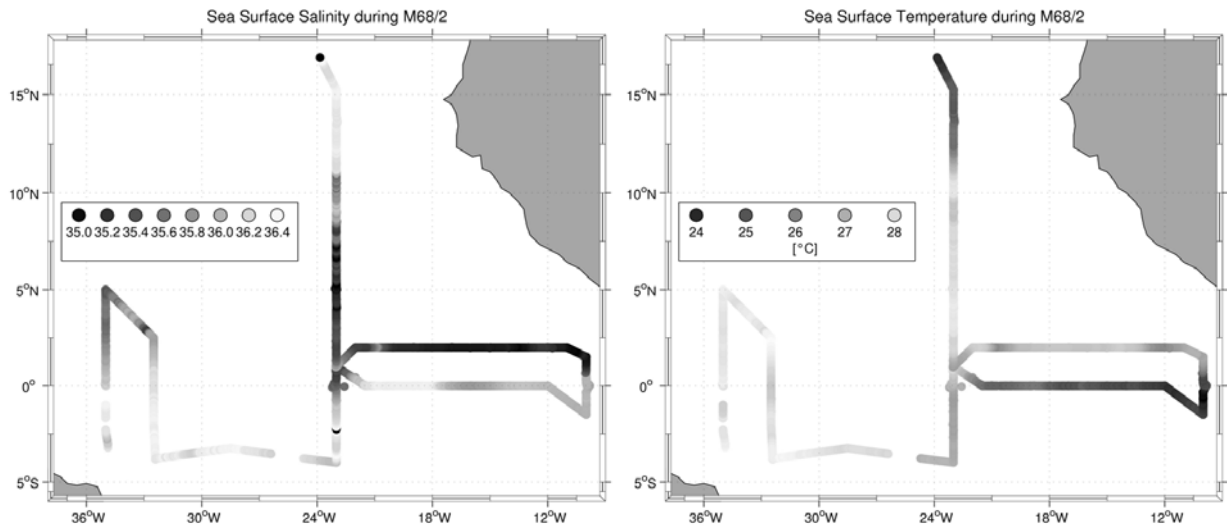 Sea Surface Salinity during M68/2
15°N
10°N
5°N
0°
5°S
35.0 35.2 35.4 35.6 35.8 36.0 36.2 36.4
36°W 30°W 24°W 18°W 12°W
Sea Surface Temperature during M68/2
15°N
10°N
5°N
0°
5°S
24 25 26 27 28
[°C]
36°W 30°W 24°W 18°W 12°W